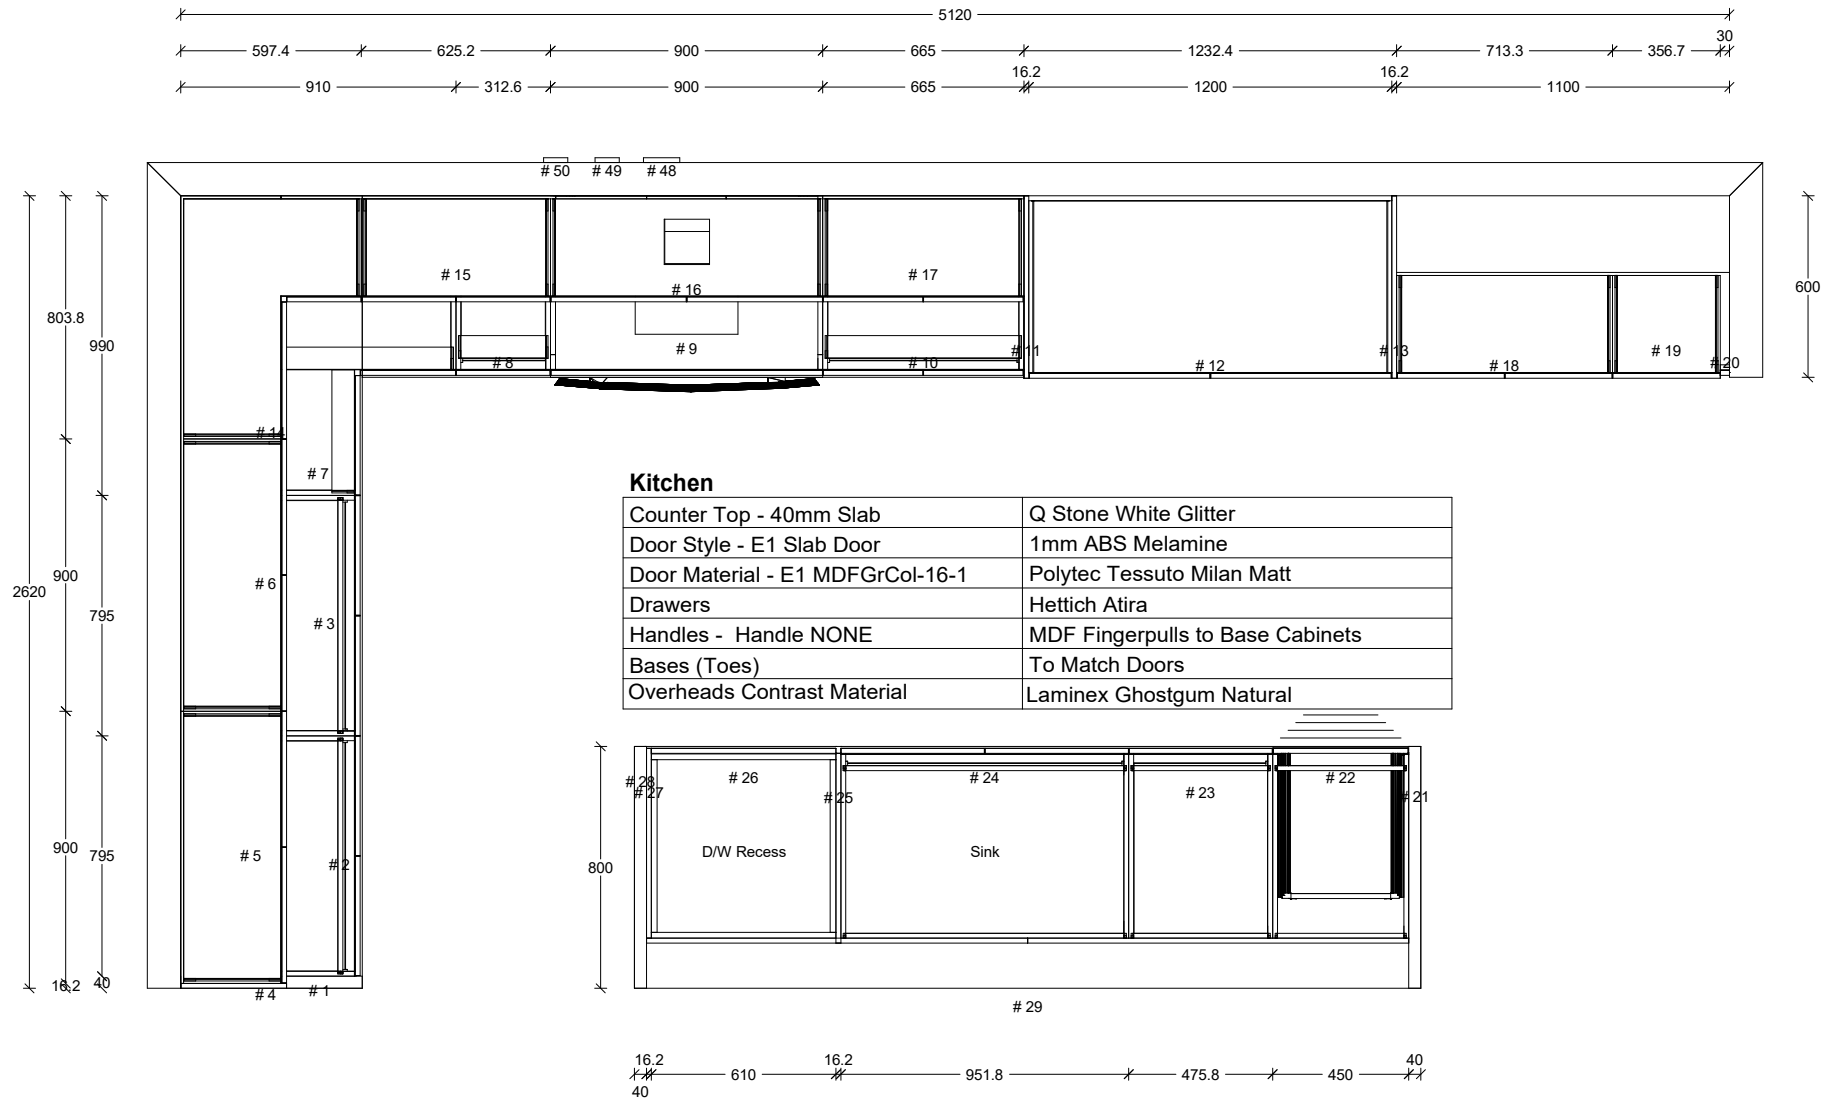 5120
597.4 625.2 900 665 1232.4 713.3 356.7 30
910 312.6 900 665 16.2 1200 16.2 1100
# 50 # 49 # 48
# 15 # 16 # 17
# 8 # 9 # 10 # 11 # 12 # 13 # 18 # 19 # 20
600
803.8
990
# 14
# 7
2620
900
795
# 6
# 3
900
795
# 5
# 2
16.2
40
# 4
# 1
Kitchen
Counter Top - 40mm Slab Q Stone White Glitter
Door Style - E1 Slab Door 1mm ABS Melamine
Door Material - E1 MDFGrCol-16-1 Polytec Tessuto Milan Matt
Drawers Hettich Atira
Handles - Handle NONE MDF Fingerpulls to Base Cabinets
Bases (Toes) To Match Doors
Overheads Contrast Material Laminex Ghostgum Natural
# 28 # 26 # 24 # 22
# 27 # 25 # 23 # 21
D/W Recess Sink
800
# 29
16.2 16.2 40
610 951.8 475.8 450
40